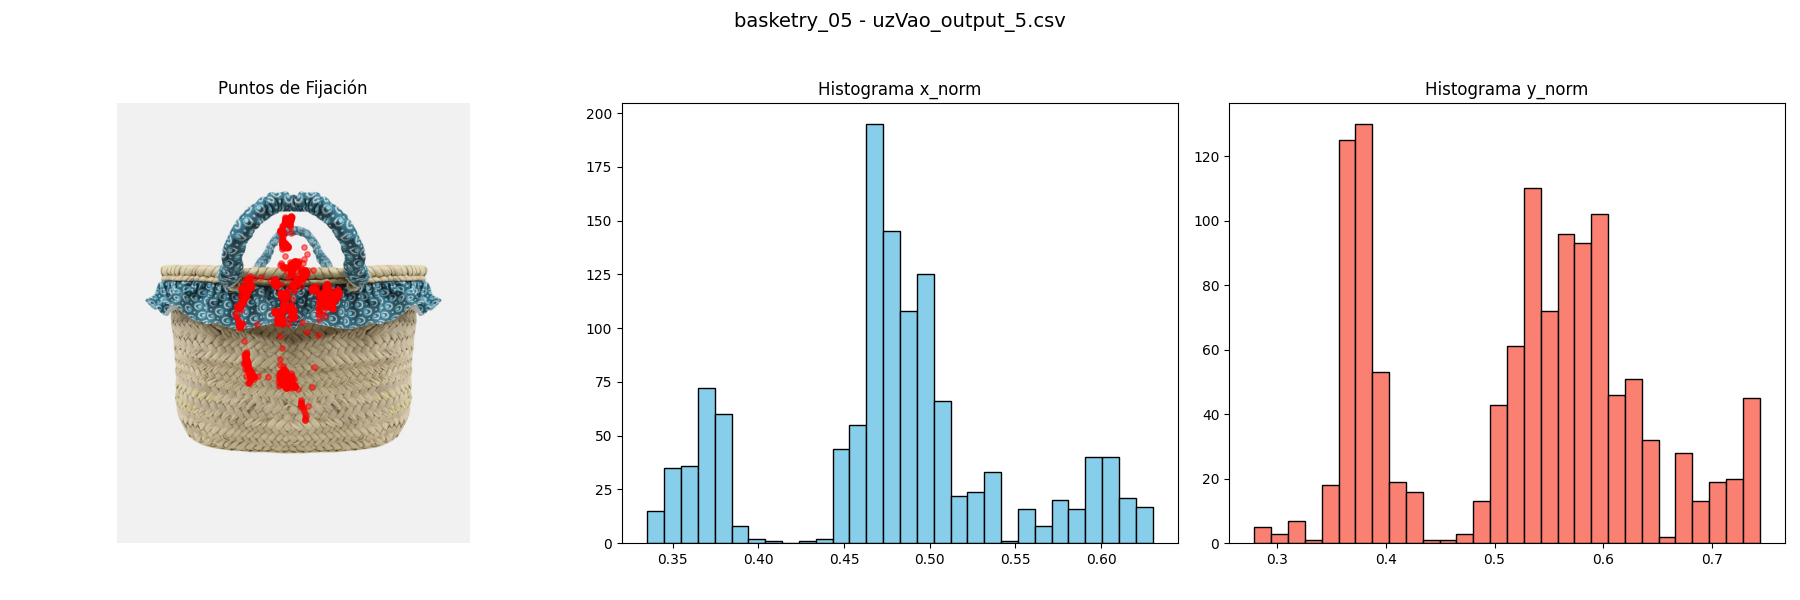 basketry_05 - uzVao_output_5.csv
Puntos de Fijación
Histograma x_norm
200
175
150
125
100
75
50
25
0
0.35 0.40 0.45 0.50 0.55 0.60
Histograma y_norm
120
100
80
60
40
20
0
0.3 0.4 0.5 0.6 0.7